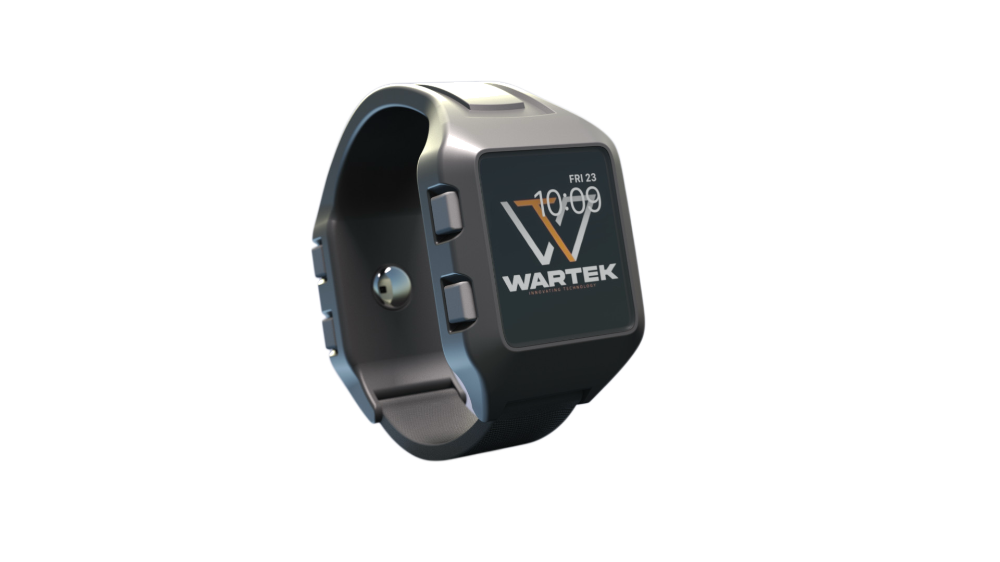 FRI 23
10:09
WARTEK
INNOVATING TECHNOLOGY